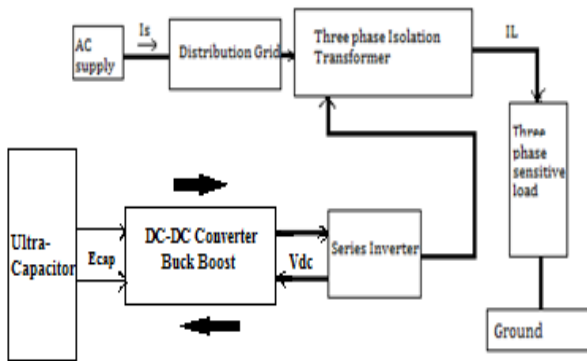 AC
supply
Is
Distribution Grid
Three phase Isolation
Transformer
IL
Three
phase
sensitive
load
Ground
Ultra-
Capacitor
Ecap
DC-DC Converter
Buck Boost
Vdc
Series Inverter